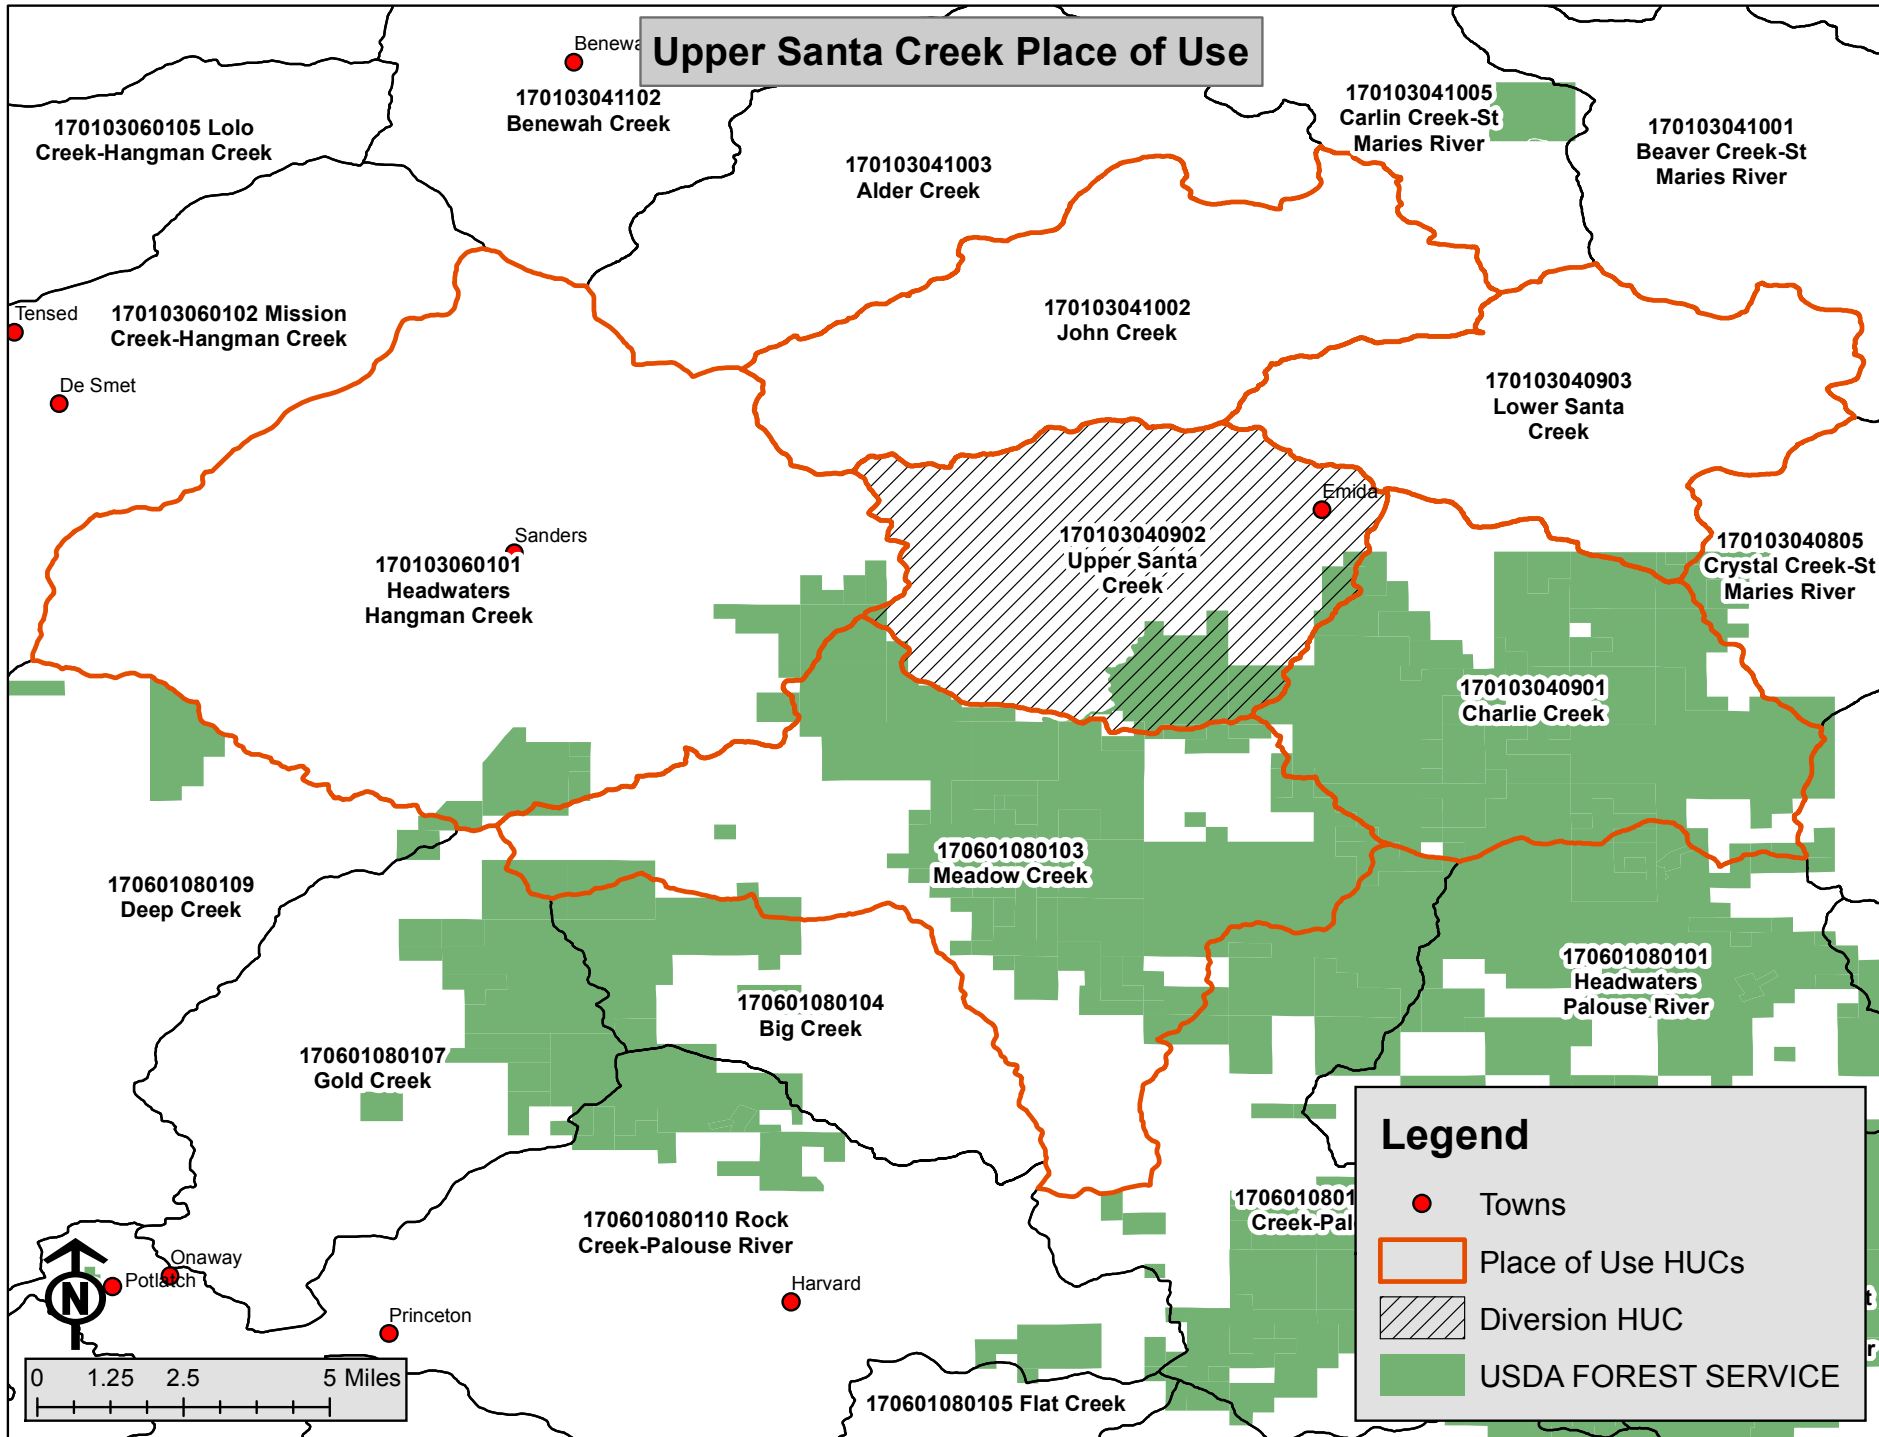 Upper Santa Creek Place of Use
170103041102
Benewah Creek
170103060105 Lolo
Creek-Hangman Creek
170103041003
Alder Creek
170103041005
Carlin Creek-St
Maries River
170103041001
Beaver Creek-St
Maries River
Tensed
170103060102 Mission
Creek-Hangman Creek
De Smet
170103041002
John Creek
170103040903
Lower Santa
Creek
Emida
Sanders
170103060101
Headwaters
Hangman Creek
170103040902
Upper Santa
Creek
170103040805
Crystal Creek-St
Maries River
170103040901
Charlie Creek
170601080103
Meadow Creek
170601080109
Deep Creek
170601080104
Big Creek
170601080101
Headwaters
Palouse River
170601080107
Gold Creek
170601080110 Rock
Creek-Palouse River
Onaway
Potlatch
Princeton
Harvard
170601080105 Flat Creek
N
0 1.25 2.5 5 Miles
Legend
Towns
Place of Use HUCs
Diversion HUC
USDA FOREST SERVICE